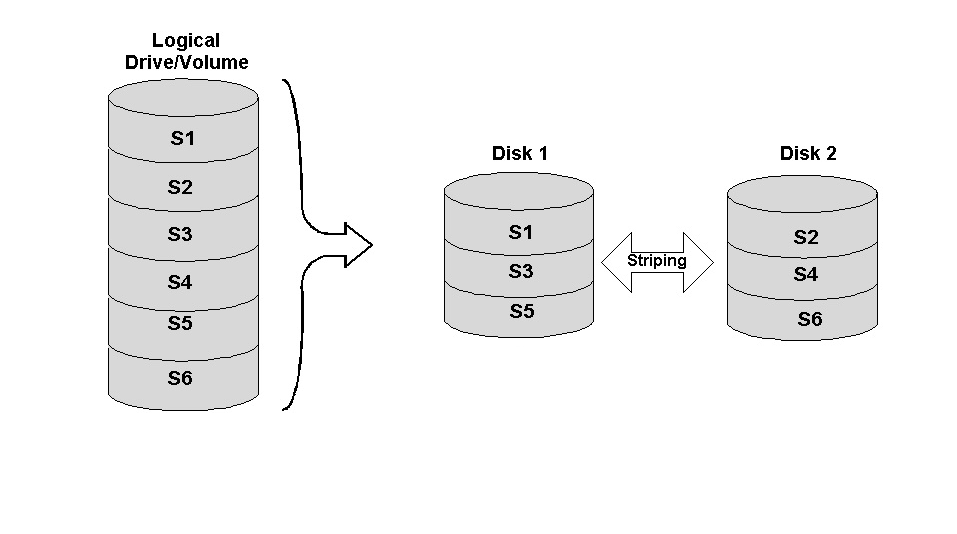 Logical
Drive/Volume
S1
S2
S3
S4
S5
S6
Disk 1
S1
S3
S5
Striping
Disk 2
S2
S4
S6